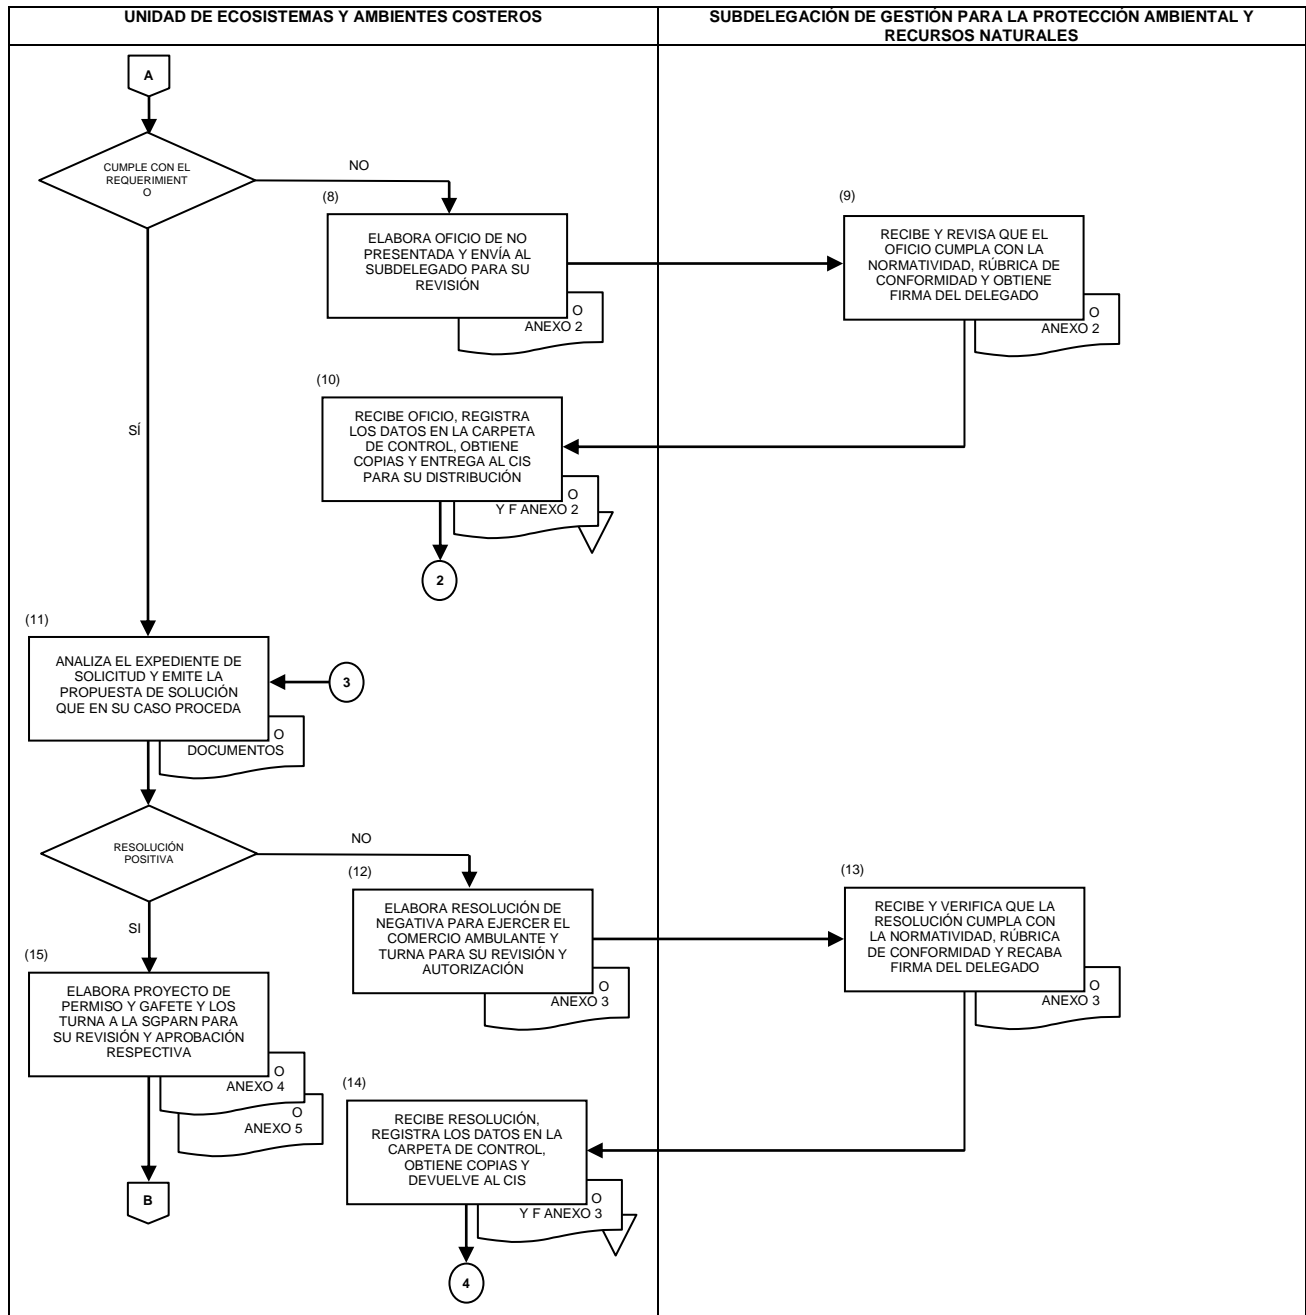 UNIDAD DE ECOSISTEMAS Y AMBIENTES COSTEROS
SUBDELEGACIÓN DE GESTIÓN PARA LA PROTECCIÓN AMBIENTAL Y
RECURSOS NATURALES
A
CUMPLE CON EL
REQUERIMIENT
O
NO
(8)
ELABORA OFICIO DE NO
PRESENTADA Y ENVÍA AL
SUBDELEGADO PARA SU
REVISIÓN
O
ANEXO 2
(9)
RECIBE Y REVISA QUE EL
OFICIO CUMPLA CON LA
NORMATIVIDAD, RÚBRICA DE
CONFORMIDAD Y OBTIENE
FIRMA DEL DELEGADO
O
ANEXO 2
(10)
RECIBE OFICIO, REGISTRA
LOS DATOS EN LA CARPETA
DE CONTROL, OBTIENE
COPIAS Y ENTREGA AL CIS
PARA SU DISTRIBUCIÓN
O
Y F ANEXO 2
2
SÍ
(11)
ANALIZA EL EXPEDIENTE DE
SOLICITUD Y EMITE LA
PROPUESTA DE SOLUCIÓN
QUE EN SU CASO PROCEDA
O
DOCUMENTOS
3
RESOLUCIÓN
POSITIVA
NO
(12)
ELABORA RESOLUCIÓN DE
NEGATIVA PARA EJERCER EL
COMERCIO AMBULANTE Y
TURNA PARA SU REVISIÓN Y
AUTORIZACIÓN
O
ANEXO 3
(13)
RECIBE Y VERIFICA QUE LA
RESOLUCIÓN CUMPLA CON
LA NORMATIVIDAD, RÚBRICA
DE CONFORMIDAD Y RECABA
FIRMA DEL DELEGADO
O
ANEXO 3
SI
(15)
ELABORA PROYECTO DE
PERMISO Y GAFETE Y LOS
TURNA A LA SGPARN PARA
SU REVISIÓN Y APROBACIÓN
RESPECTIVA
O
ANEXO 4
O
ANEXO 5
B
(14)
RECIBE RESOLUCIÓN,
REGISTRA LOS DATOS EN LA
CARPETA DE CONTROL,
OBTIENE COPIAS Y
DEVUELVE AL CIS
O
Y F ANEXO 3
4